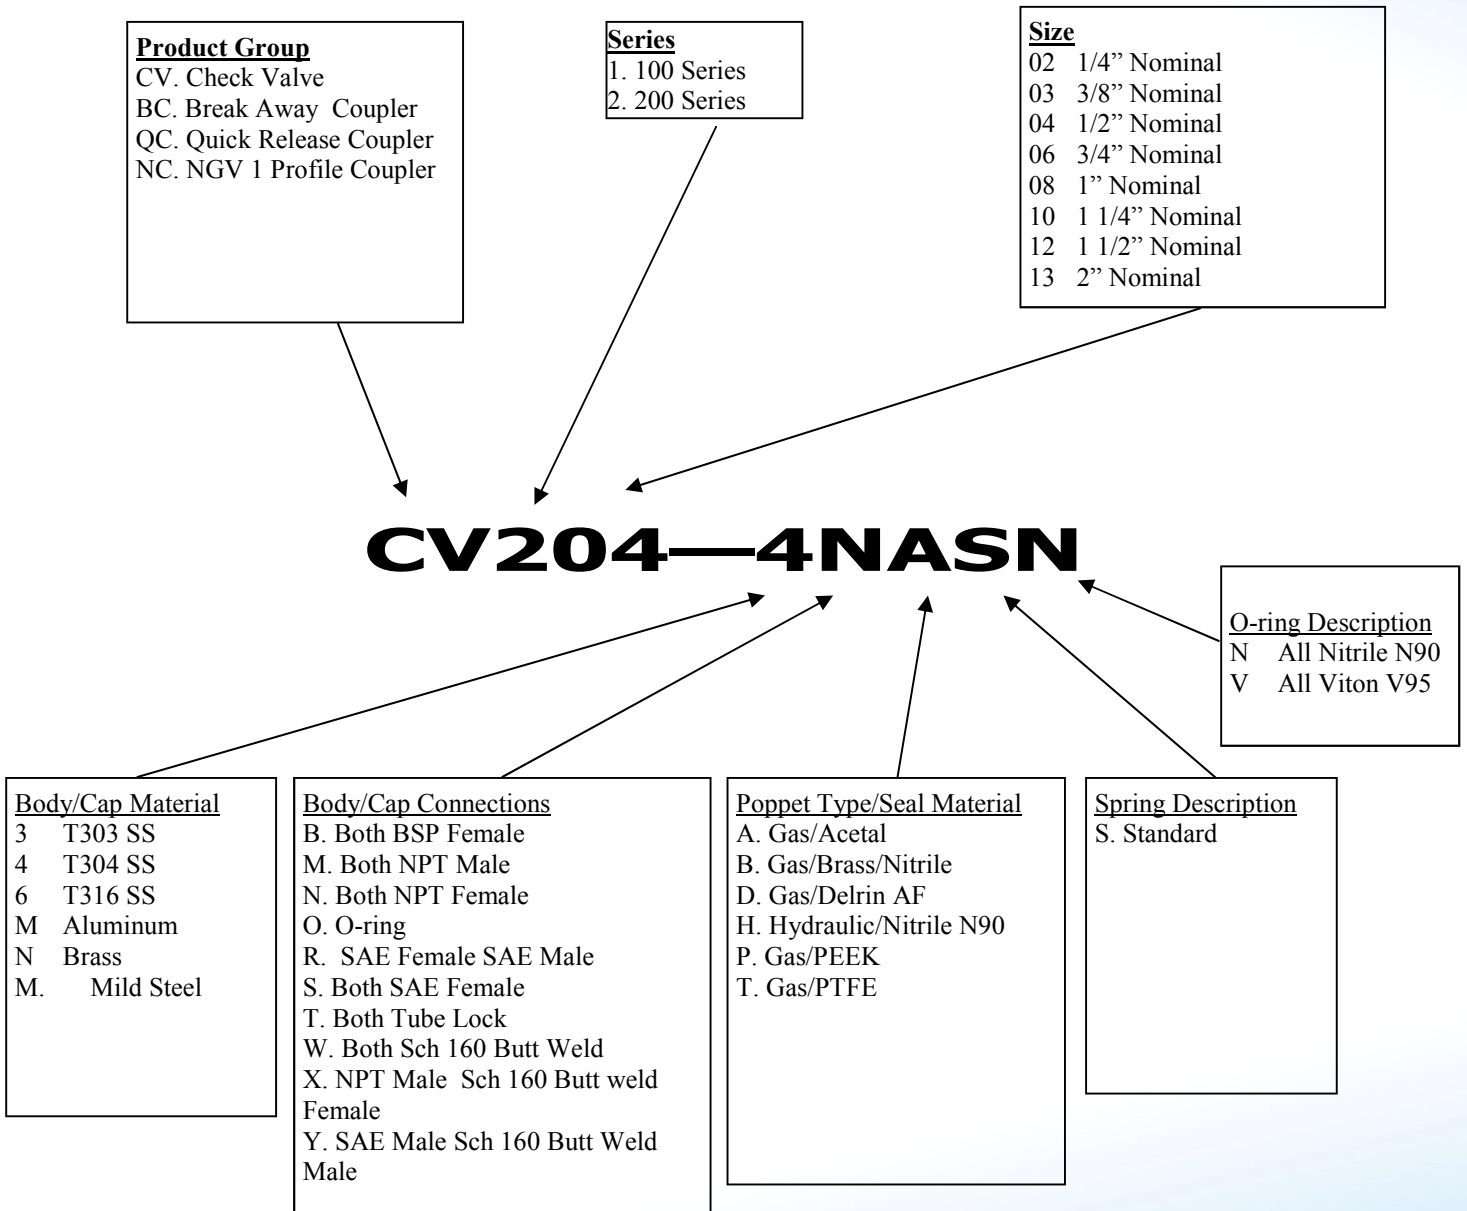 Product Group
CV. Check Valve
BC. Break Away Coupler
QC. Quick Release Coupler
NC. NGV 1 Profile Coupler
Series
1. 100 Series
2. 200 Series
Size
02 1/4” Nominal
03 3/8” Nominal
04 1/2” Nominal
06 3/4” Nominal
08 1” Nominal
10 1 1/4” Nominal
12 1 1/2” Nominal
13 2” Nominal
CV204—4NASN
O-ring Description
N All Nitrile N90
V All Viton V95
Body/Cap Material
3 T303 SS
4 T304 SS
6 T316 SS
M Aluminum
N Brass
M. Mild Steel
Body/Cap Connections
B. Both BSP Female
M. Both NPT Male
N. Both NPT Female
O. O-ring
R. SAE Female SAE Male
S. Both SAE Female
T. Both Tube Lock
W. Both Sch 160 Butt Weld
X. NPT Male Sch 160 Butt weld
Female
Y. SAE Male Sch 160 Butt Weld
Male
Poppet Type/Seal Material
A. Gas/Acetal
B. Gas/Brass/Nitrile
D. Gas/Delrin AF
H. Hydraulic/Nitrile N90
P. Gas/PEEK
T. Gas/PTFE
Spring Description
S. Standard